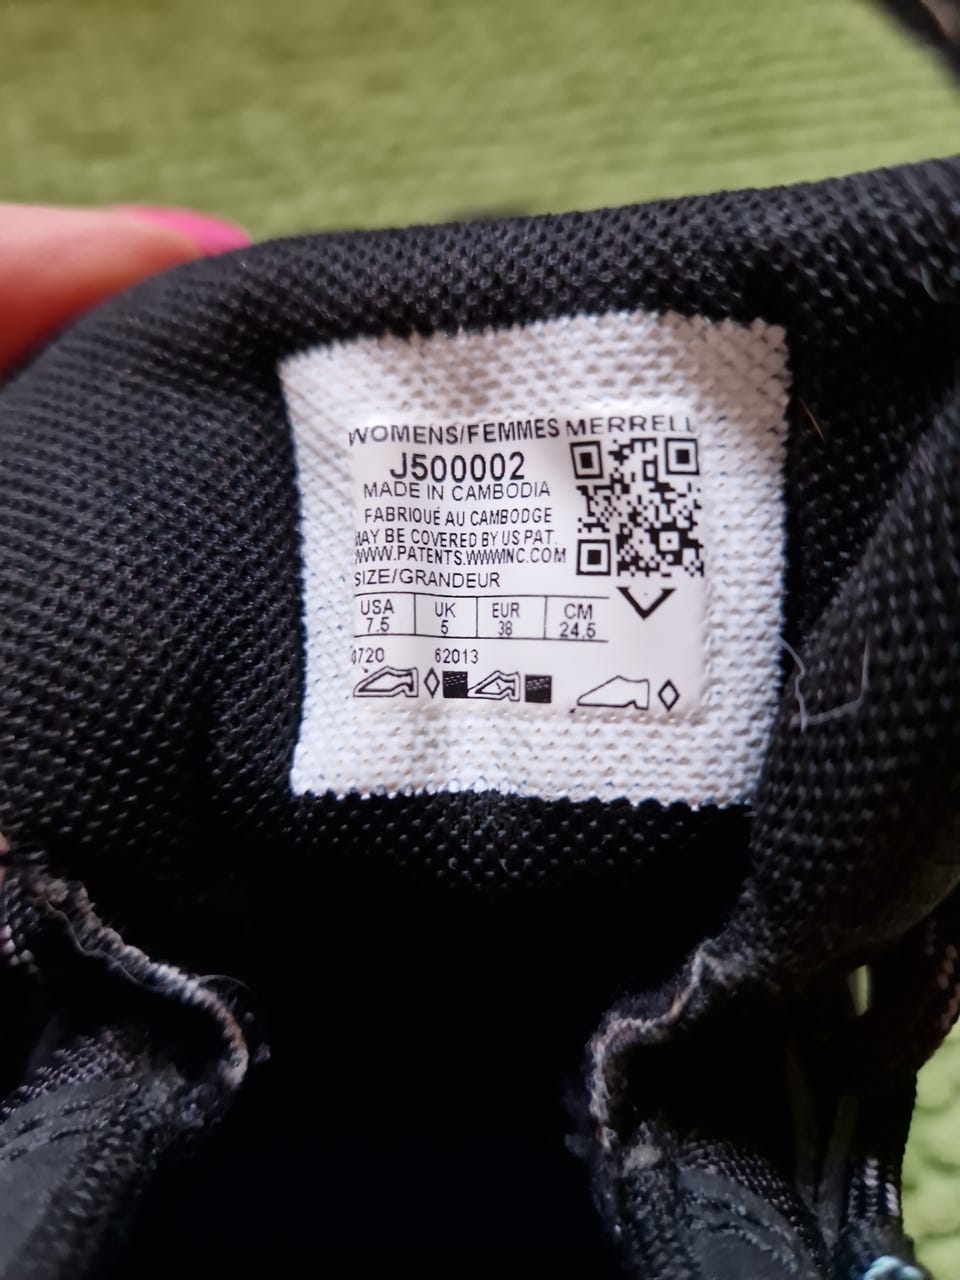 WOMENS/FEMMES MERRELL
J500002
MADE IN CAMBODIA
FABRIQUÉ AU CAMBODGE
MAY BE COVERED BY US PAT.
WWW.PATENTS.WWWINC.COM
SIZE/GRANDEUR
USA UK EUR CM
7.5 5 38 24.5
0720 62013